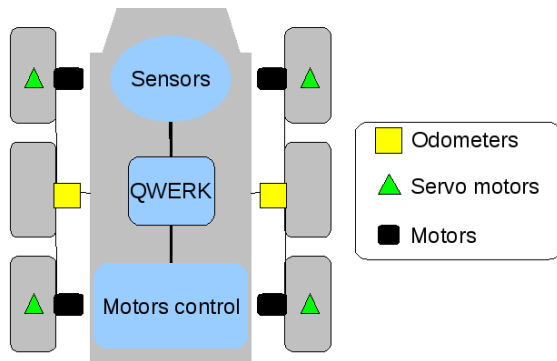 Sensors
QWERK
Motors control
Odometers
Servo motors
Motors